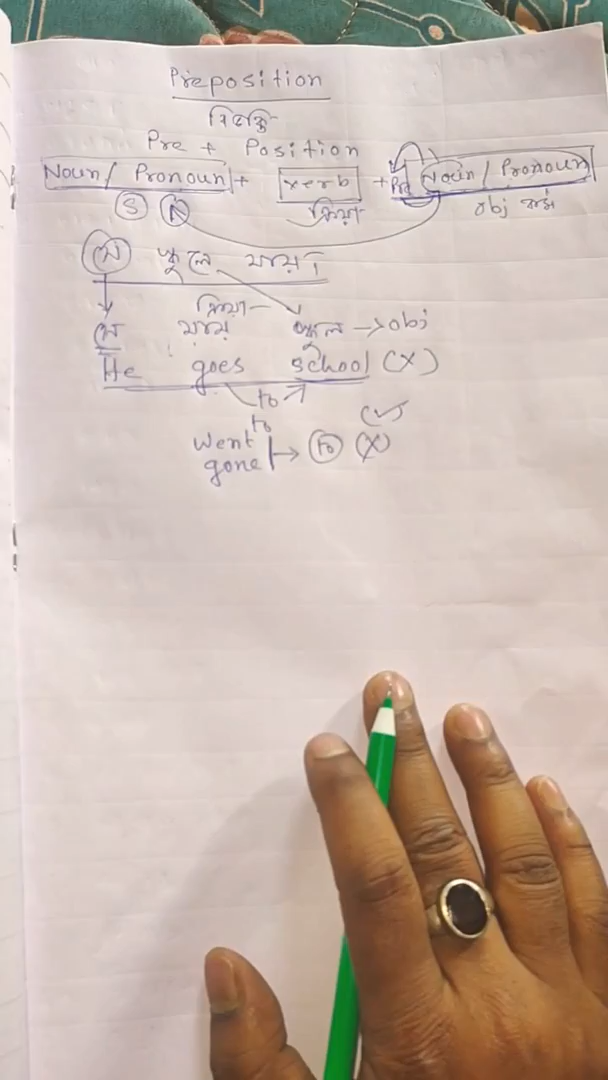 Preposition
বিভক্তি
Pre + Position
Noun / Pronoun + verb + Pre Noun / Pronoun
S N ক্রিয়া obj কর্ম
সে স্কুলে যায়।
ক্রিয়া
সে যায় স্কুল → obj
He goes school (X)
to
to
went
gone → to (X)